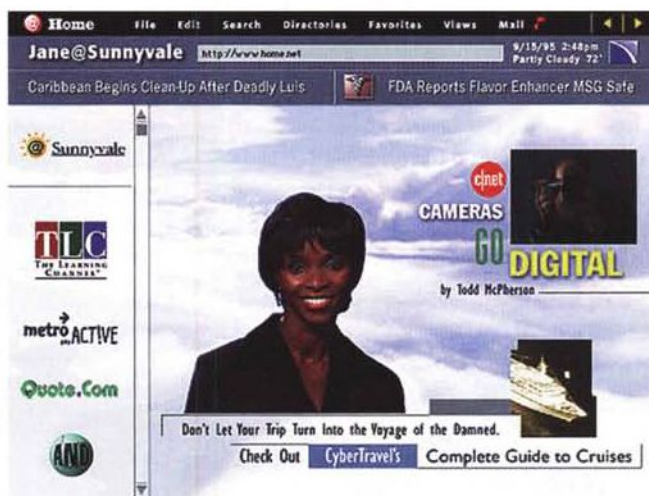 @ Home File Edit Search Directories Favorites Views Mail
Jane@Sunnyvale http://www.home.net 9/15/95 2:48pm
Partly Cloudy 72°
Caribbean Begins Clean-Up After Deadly Luis FDA Reports Flavor Enhancer MSG Safe
@ Sunnyvale
TLC
THE LEARNING
CHANNEL
metro ACTIVE
Quote.Com
AND
c|net
CAMERAS
GO
DIGITAL
by Todd McPherson
Don't Let Your Trip Turn Into the Voyage of the Damned.
Check Out CyberTravel's Complete Guide to Cruises